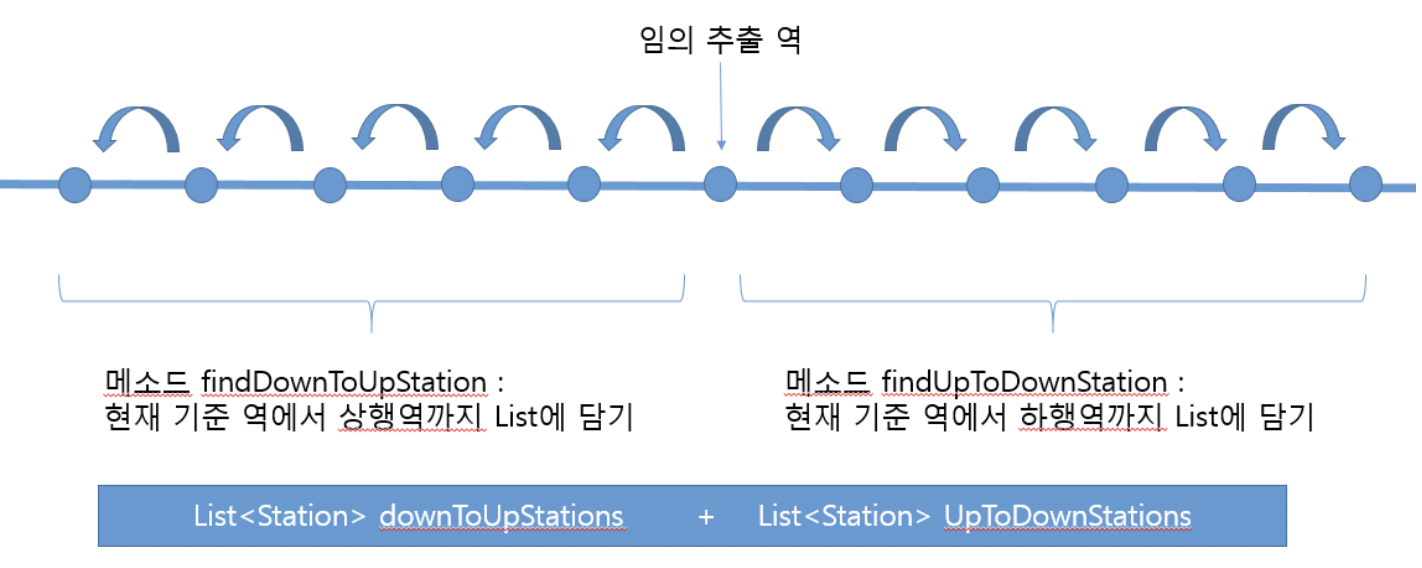 임의 추출 역
메소드 findDownToUpStation :
현재 기준 역에서 상행역까지 List에 담기
메소드 findUpToDownStation :
현재 기준 역에서 하행역까지 List에 담기
List<Station> downToUpStations + List<Station> UpToDownStations